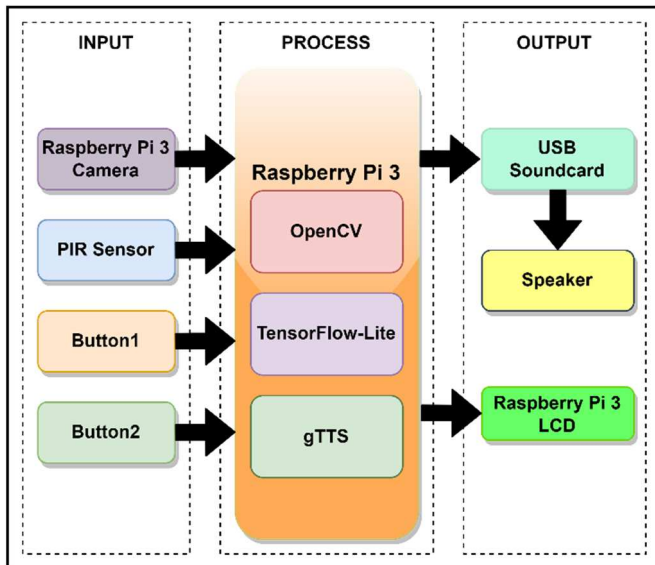 INPUT
PROCESS
OUTPUT
Raspberry Pi 3
Camera
PIR Sensor
Button1
Button2
Raspberry Pi 3
OpenCV
TensorFlow-Lite
gTTS
USB
Soundcard
Speaker
Raspberry Pi 3
LCD